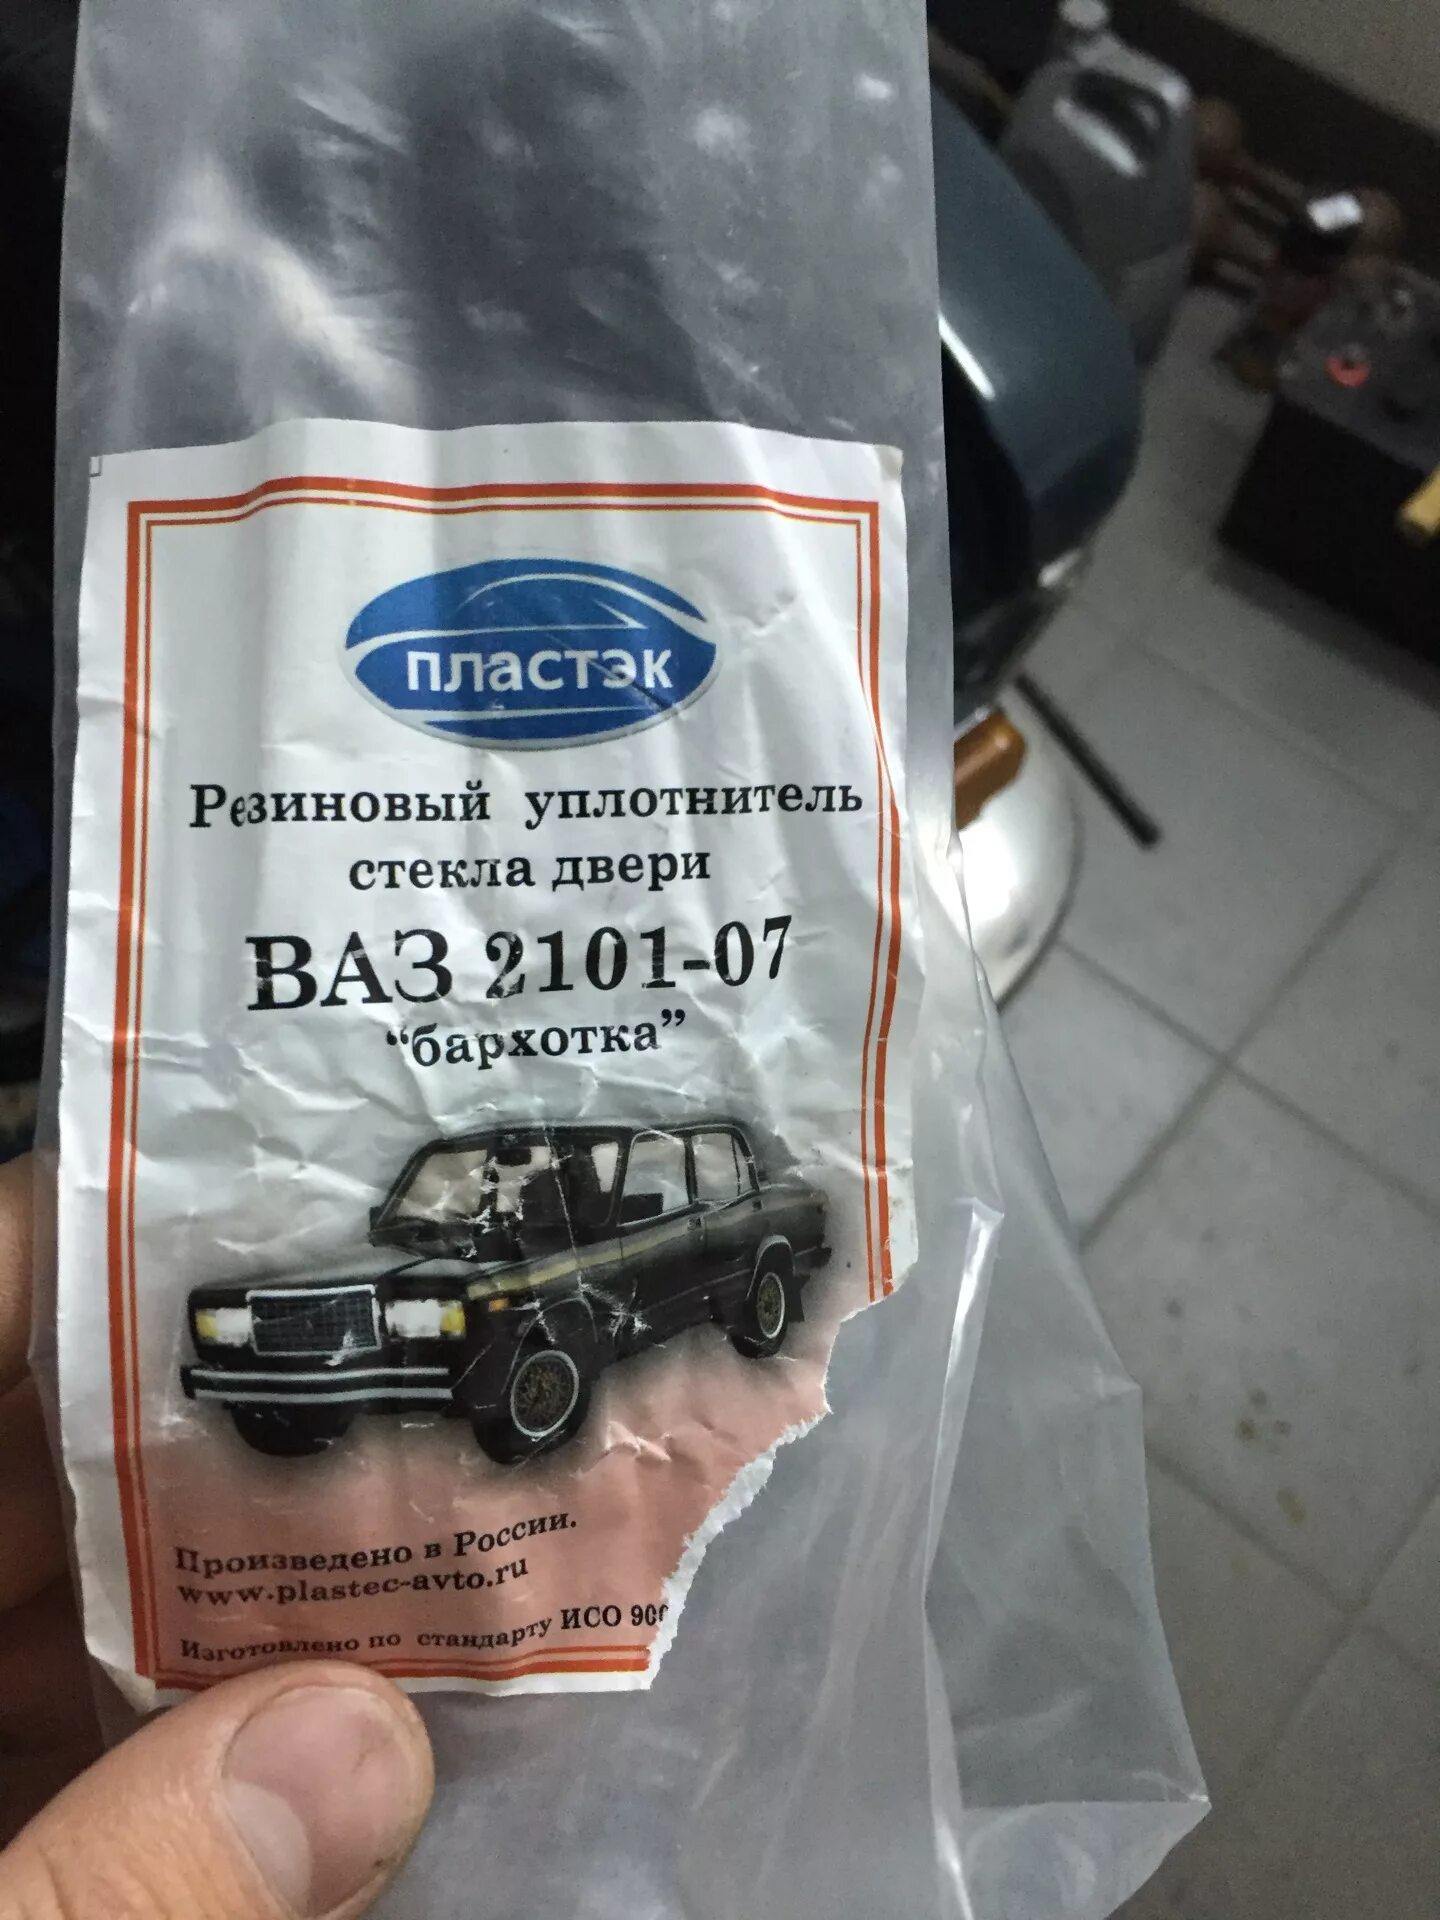 пластэк
Резиновый уплотнитель
стекла двери
ВАЗ 2101-07
“бархотка”
Произведено в России.
www.plastec-avto.ru
Изготовлено по стандарту ИСО 900